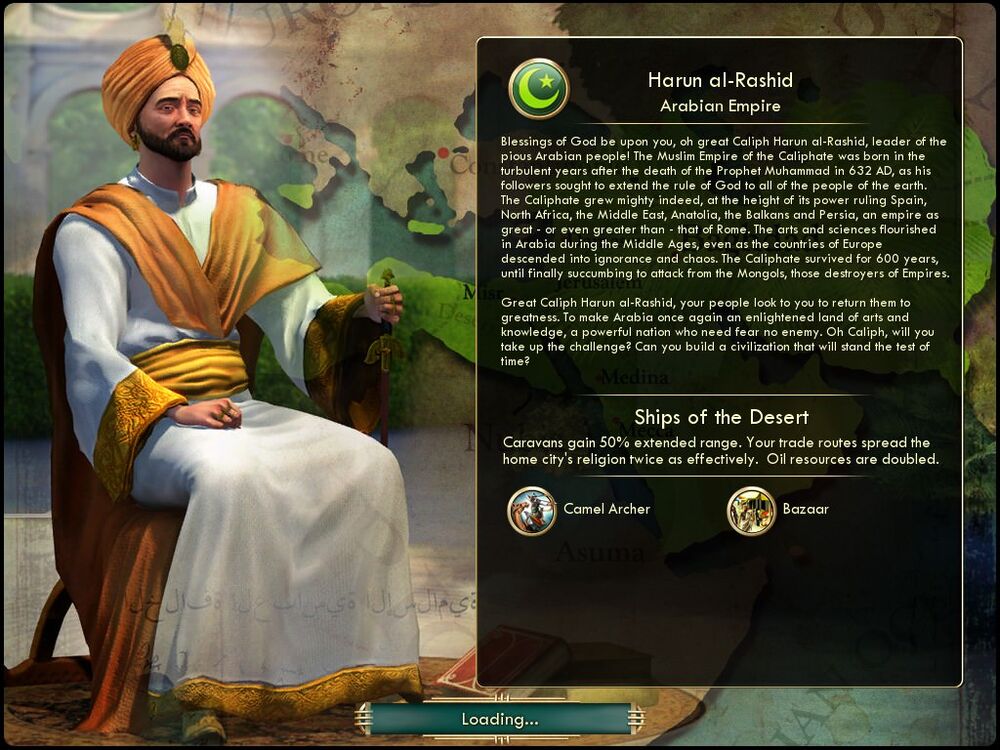 Harun al-Rashid
Arabian Empire
Blessings of God be upon you, oh great Caliph Harun al-Rashid, leader of the
pious Arabian people! The Muslim Empire of the Caliphate was born in the
turbulent years after the death of the Prophet Muhammad in 632 AD, as his
followers sought to extend the rule of God to all of the people of the earth.
The Caliphate grew mighty indeed, at the height of its power ruling Spain,
North Africa, the Middle East, Anatolia, the Balkans and Persia, an empire as
great - or even greater than - that of Rome. The arts and sciences flourished
in Arabia during the Middle Ages, even as the countries of Europe
descended into ignorance and chaos. The Caliphate survived for 600 years,
until finally succumbing to attack from the Mongols, those destroyers of Empires.
Great Caliph Harun al-Rashid, your people look to you to return them to
greatness. To make Arabia once again an enlightened land of arts and
knowledge, a powerful nation who need fear no enemy. Oh Caliph, will you
take up the challenge? Can you build a civilization that will stand the test of
time?
Jerusalem
Medina
Ships of the Desert
Caravans gain 50% extended range. Your trade routes spread the
home city's religion twice as effectively. Oil resources are doubled.
Camel Archer
Bazaar
Asuma
Loading...